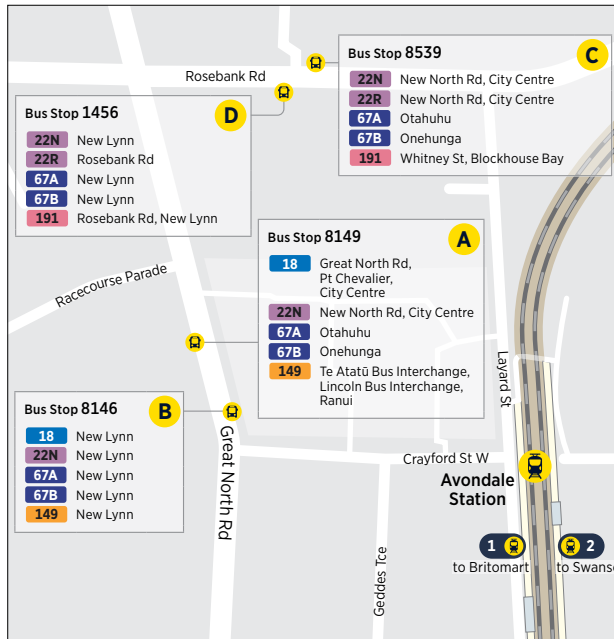 Rosebank Rd
Bus Stop 8539
C
22N New North Rd, City Centre
22R New North Rd, City Centre
67A Otahuhu
67B Onehunga
191 Whitney St, Blockhouse Bay
Bus Stop 1456
D
22N New Lynn
22R Rosebank Rd
67A New Lynn
67B New Lynn
191 Rosebank Rd, New Lynn
Bus Stop 8149
A
18 Great North Rd,
Pt Chevalier,
City Centre
22N New North Rd, City Centre
67A Otahuhu
67B Onehunga
149 Te Atatū Bus Interchange,
Lincoln Bus Interchange,
Ranui
Racecourse Parade
Bus Stop 8146
B
18 New Lynn
22N New Lynn
67A New Lynn
67B New Lynn
149 New Lynn
Great North Rd
Layard St
Crayford St W
Avondale
Station
Geddes Tce
1
to Britomart
2
to Swans